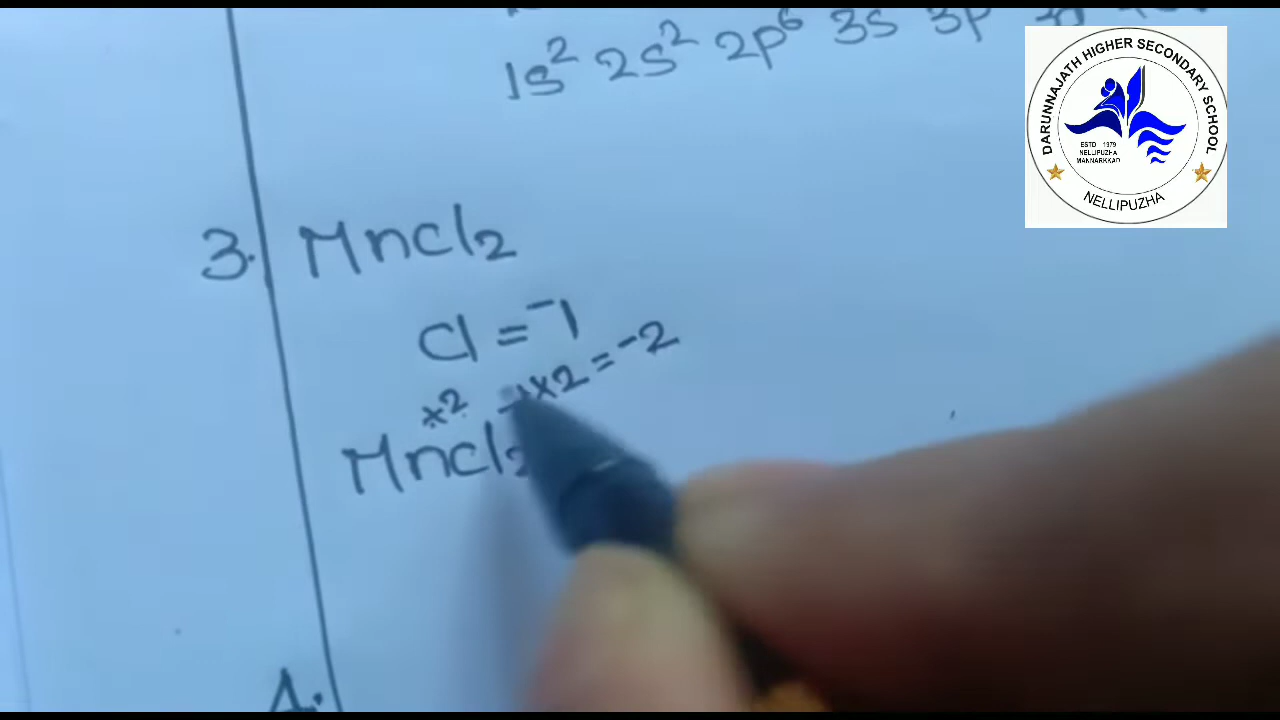 1s² 2s² 2p⁶ 3s 3p
3. MnCl2
Cl = -1
+2 -1×2 = -2
MnCl2
4.
DARUNNAJATH HIGHER SECONDARY SCHOOL
ESTD 1979
NELLIPUZHA
MANNARKKAD
NELLIPUZHA